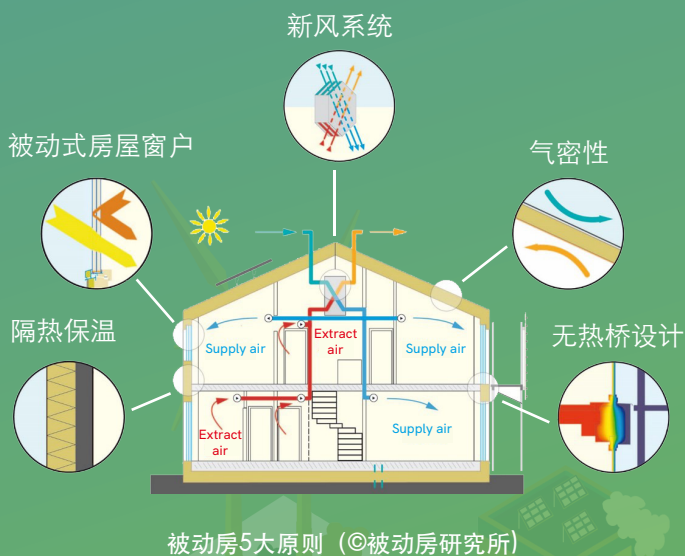 新风系统
被动式房屋窗户
气密性
隔热保温
无热桥设计
Supply air
Extract
air
Supply air
Extract
air
Supply air
被动房5大原则（©被动房研究所）